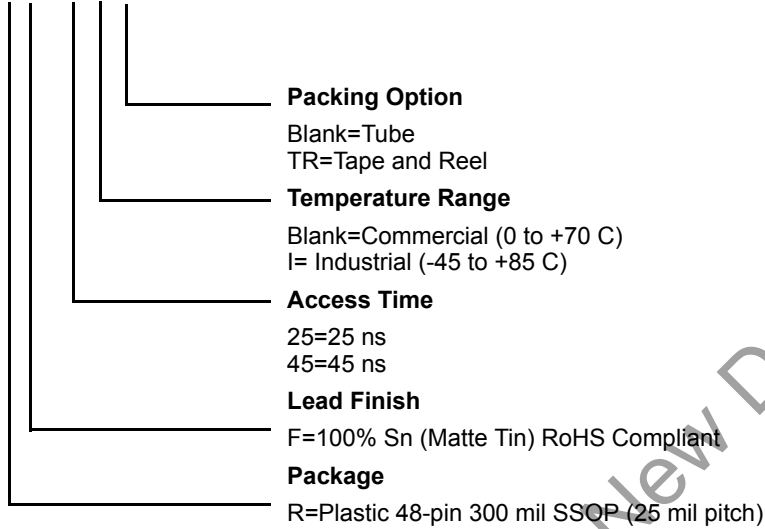 Packing Option
Blank=Tube
TR=Tape and Reel
Temperature Range
Blank=Commercial (0 to +70 C)
I= Industrial (-45 to +85 C)
Access Time
25=25 ns
45=45 ns
Lead Finish
F=100% Sn (Matte Tin) RoHS Compliant
Package
R=Plastic 48-pin 300 mil SSOP (25 mil pitch)
New D